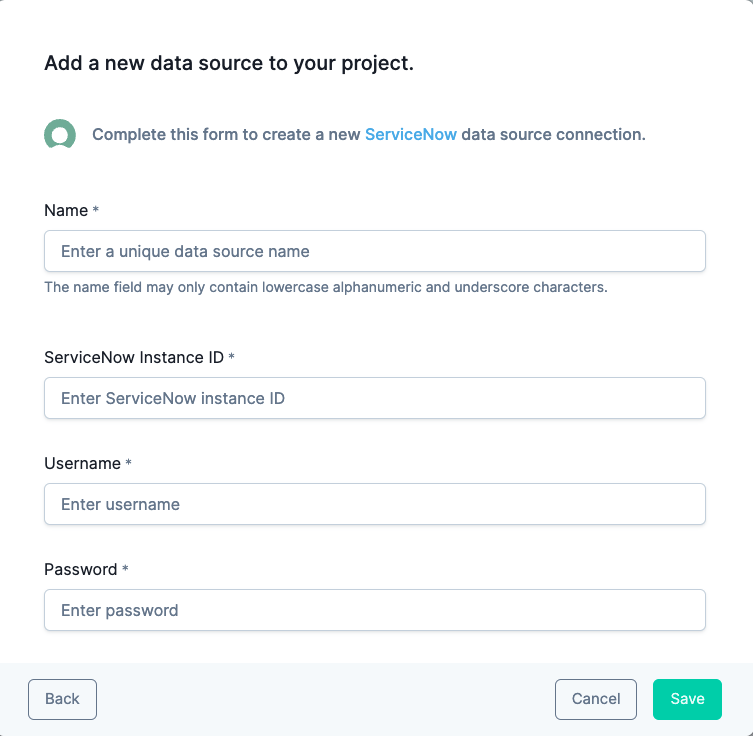 Add a new data source to your project.
Complete this form to create a new ServiceNow data source connection.
Name *
Enter a unique data source name
The name field may only contain lowercase alphanumeric and underscore characters.
ServiceNow Instance ID *
Enter ServiceNow instance ID
Username *
Enter username
Password *
Enter password
Back
Cancel
Save